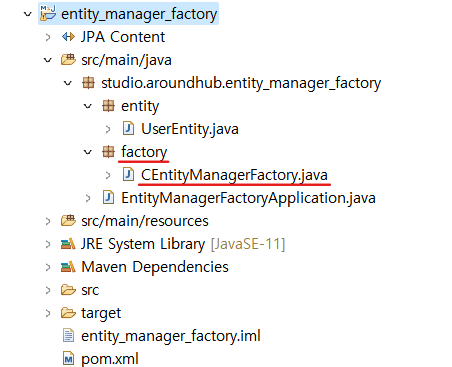 entity_manager_factory
JPA Content
src/main/java
studio.aroundhub.entity_manager_factory
entity
UserEntity.java
factory
CEntityManagerFactory.java
EntityManagerFactoryApplication.java
src/main/resources
JRE System Library [JavaSE-11]
Maven Dependencies
src
target
entity_manager_factory.iml
pom.xml